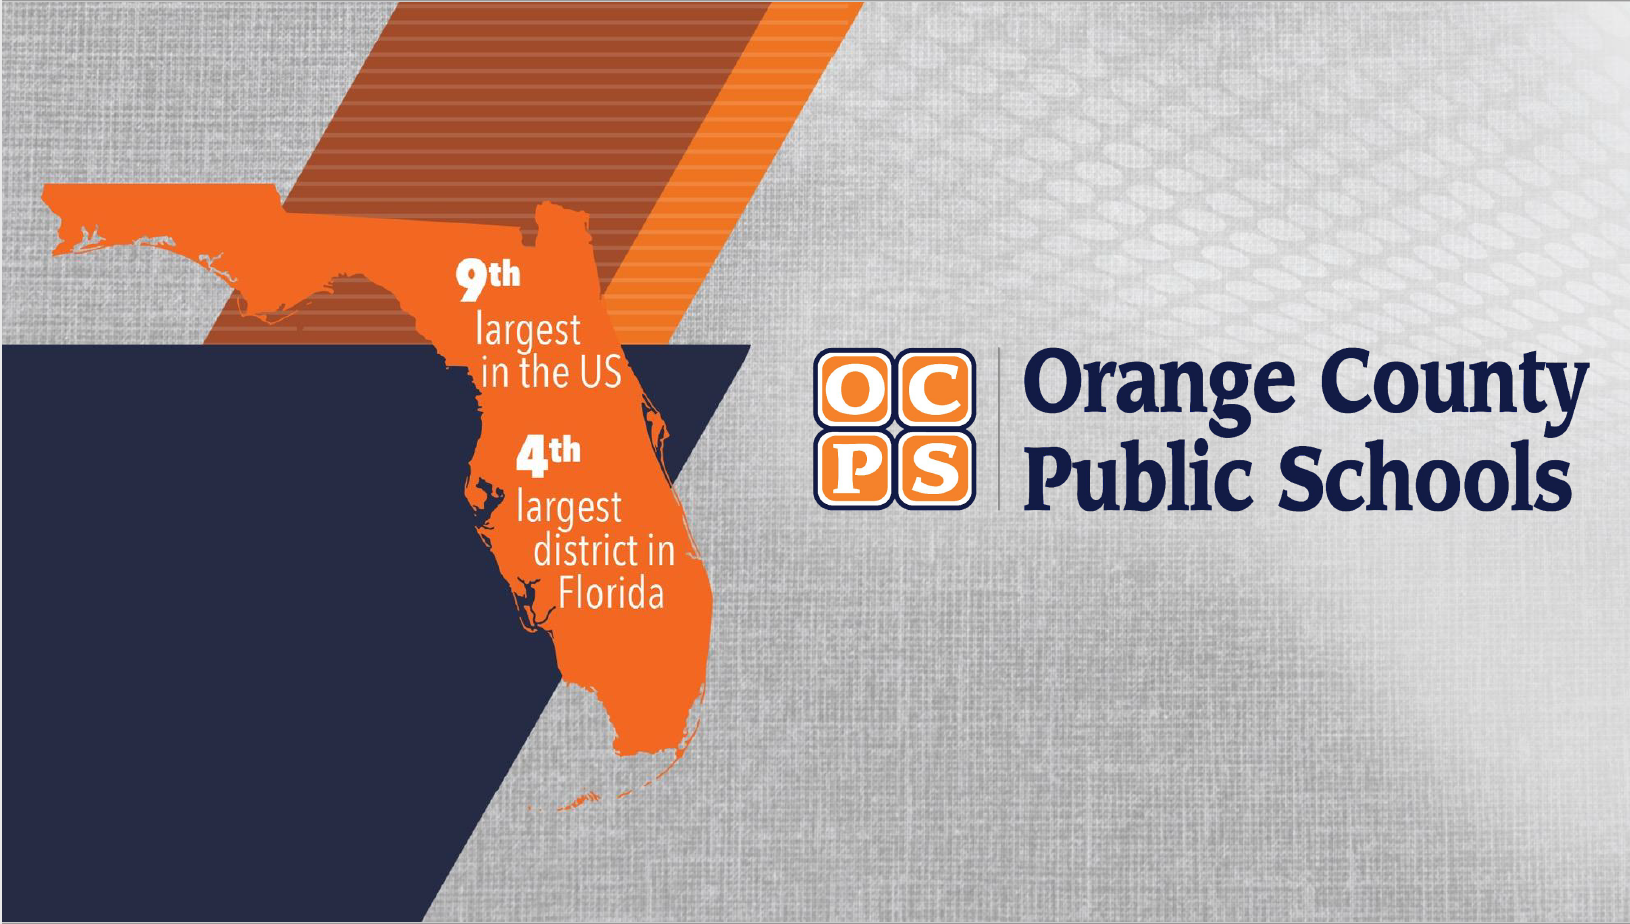 9th
largest
in the US
4th
largest
district in
Florida
OC
PS
Orange County
Public Schools